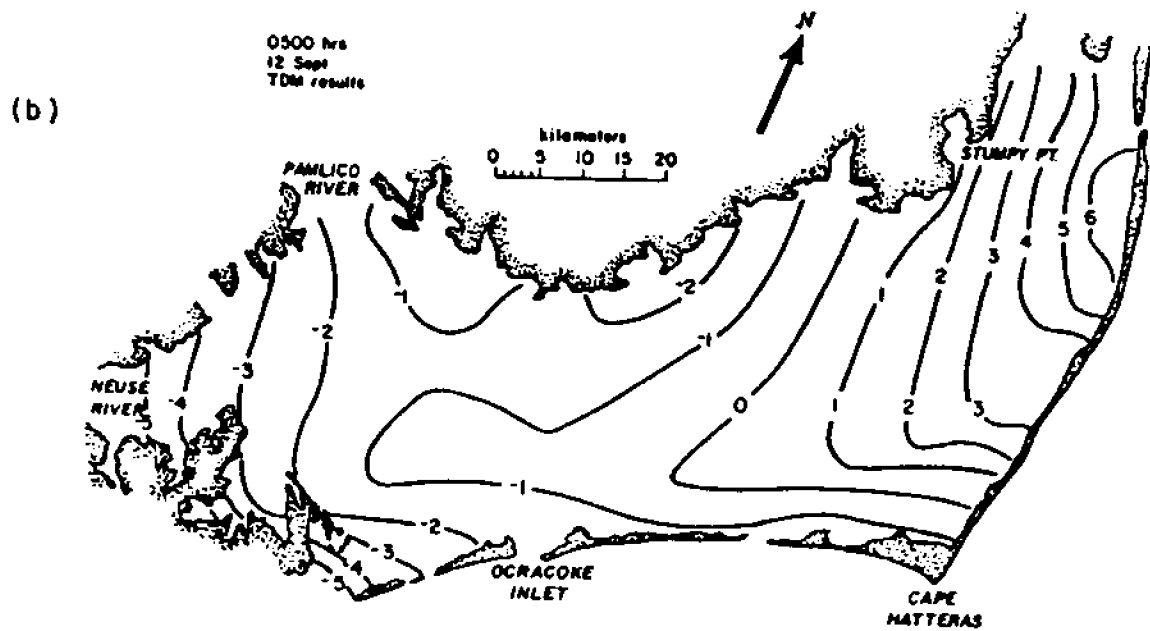 (b)
0500 hrs
12 Sept
TDM results
N
kilometers
0 5 10 15 20
PAMLICO
RIVER
STUMPY PT.
NEUSE
RIVER
-4
-3
-2
-1
-2
-1
0
1
1
2
2
3
3
4
5
6
-1
-2
-3
-4
-5
OCRACOKE
INLET
CAPE
HATTERAS